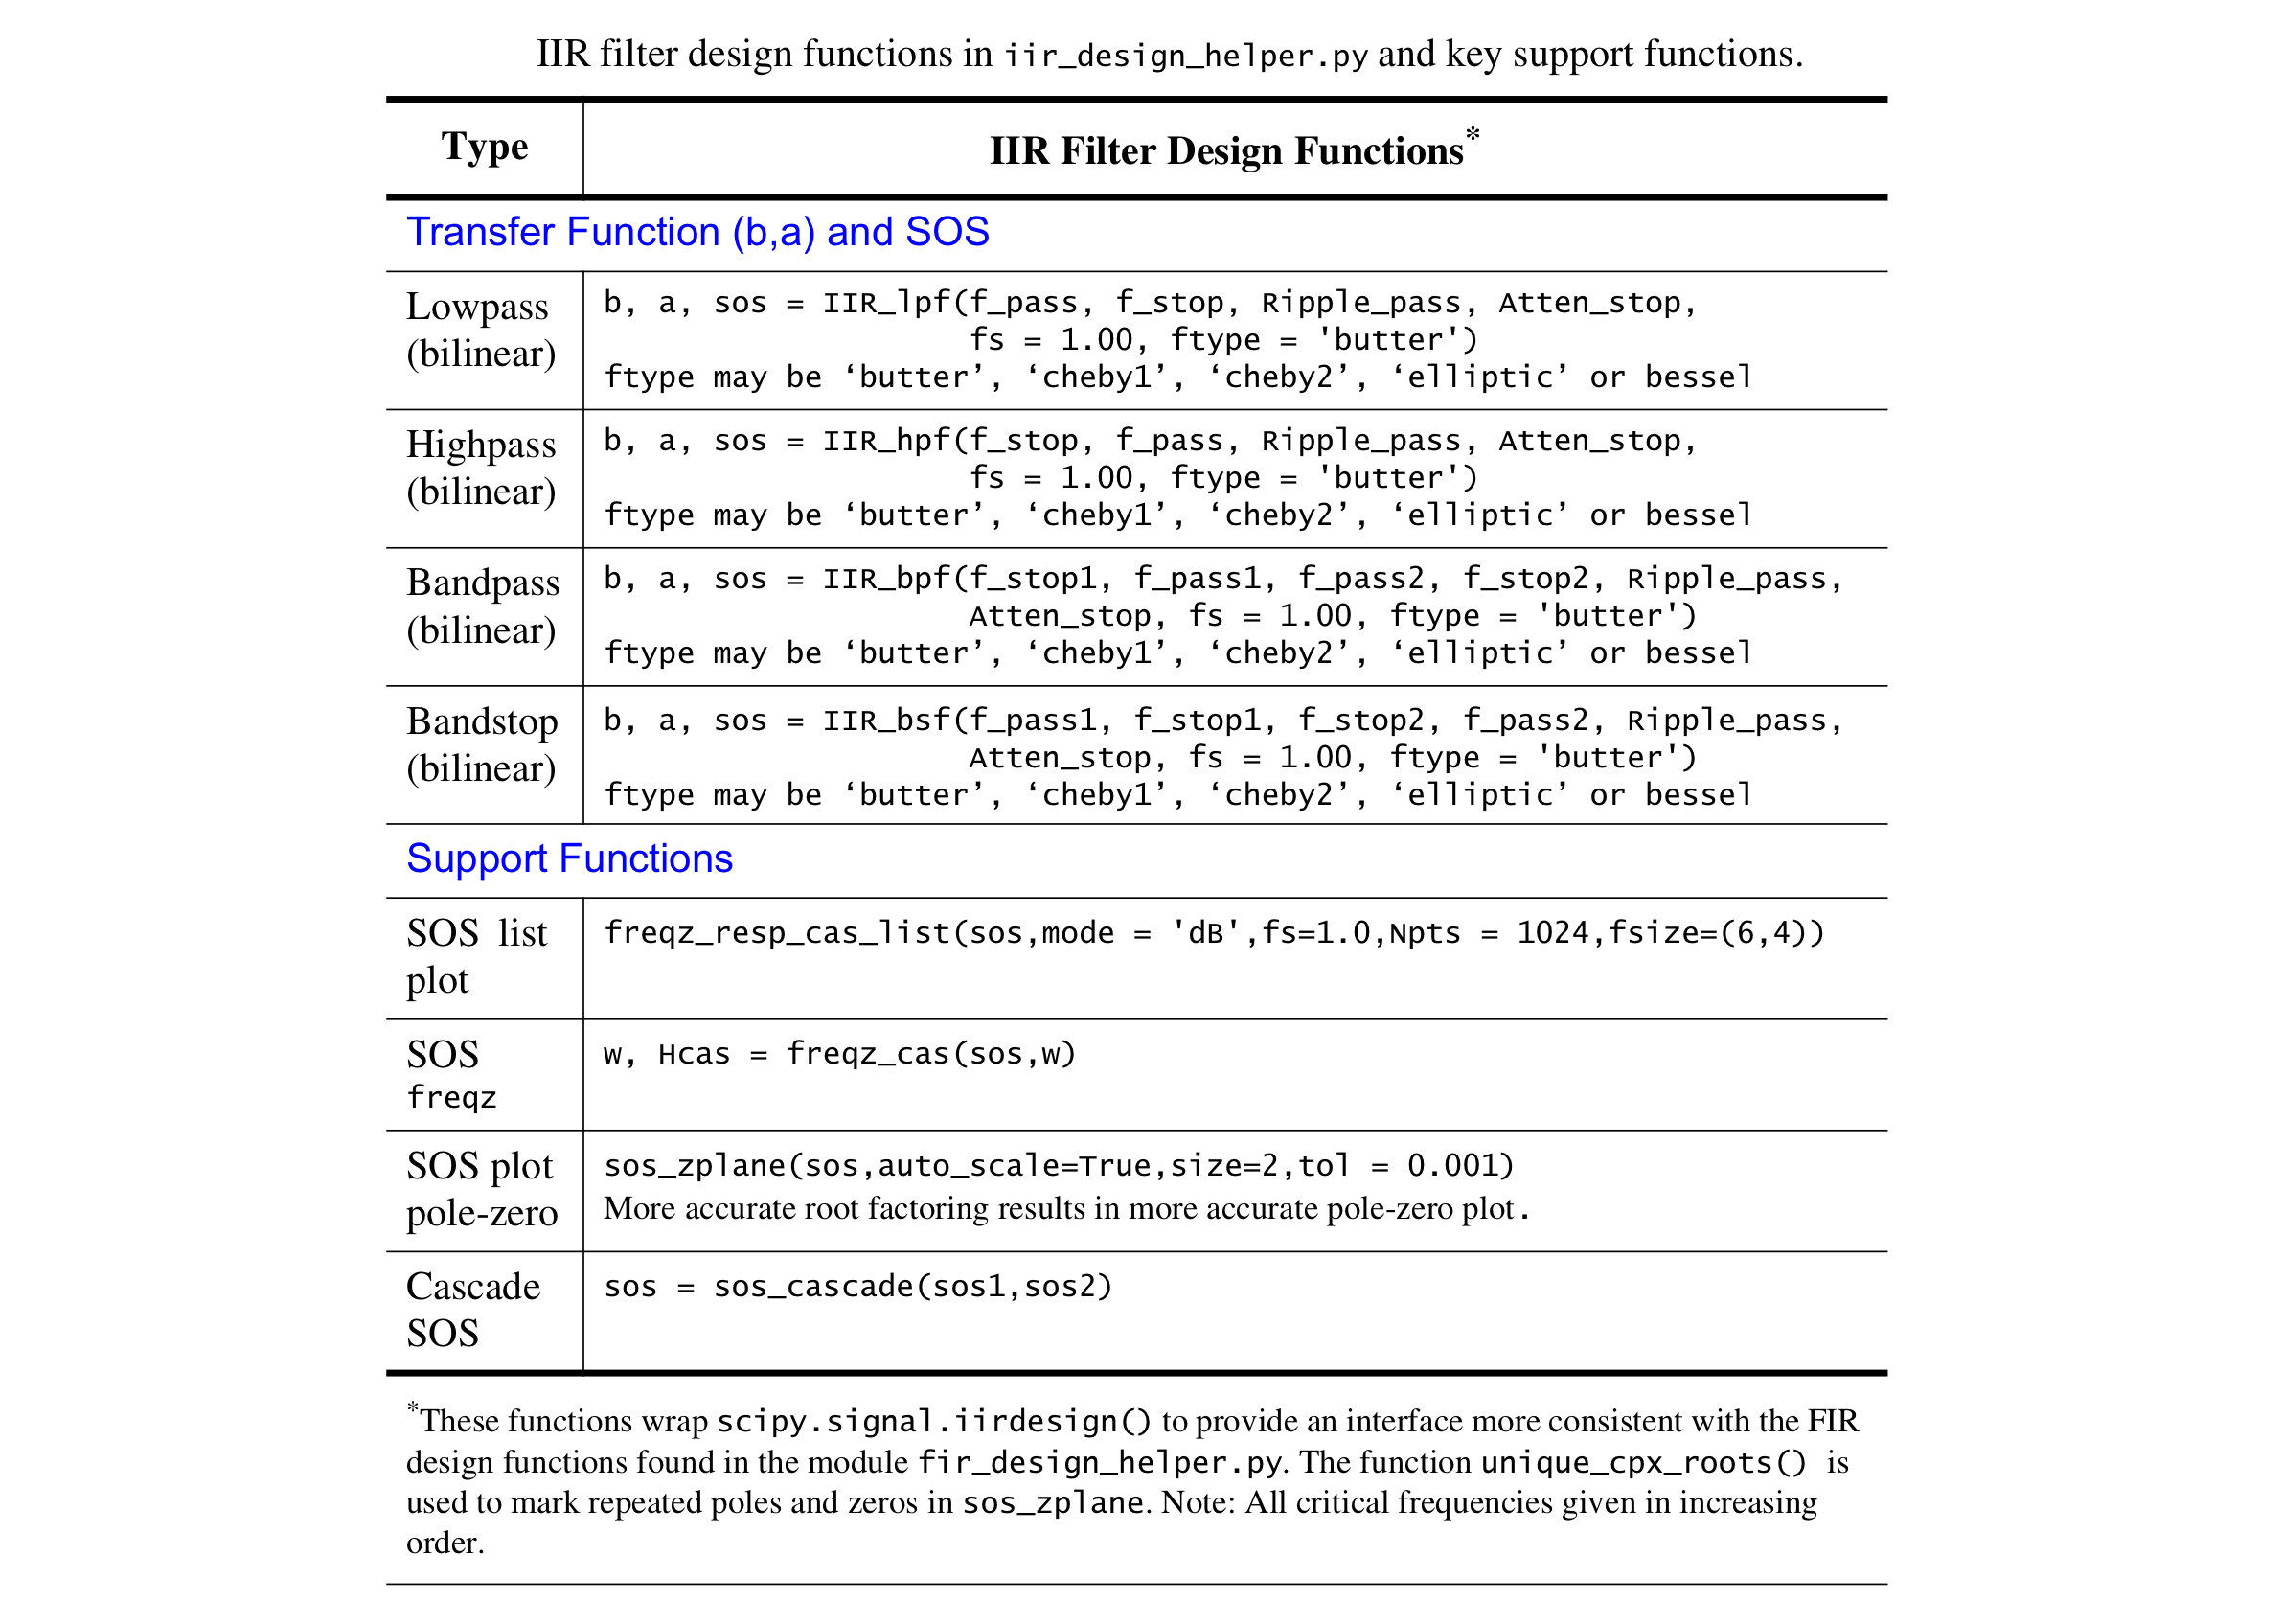 IIR filter design functions in iir_design_helper.py and key support functions.
Type IIR Filter Design Functions*
Transfer Function (b,a) and SOS
Lowpass
(bilinear)
b, a, sos = IIR_lpf(f_pass, f_stop, Ripple_pass, Atten_stop,
fs = 1.00, ftype = 'butter')
ftype may be ‘butter’, ‘cheby1’, ‘cheby2’, ‘elliptic’ or bessel
Highpass
(bilinear)
b, a, sos = IIR_hpf(f_stop, f_pass, Ripple_pass, Atten_stop,
fs = 1.00, ftype = 'butter')
ftype may be ‘butter’, ‘cheby1’, ‘cheby2’, ‘elliptic’ or bessel
Bandpass
(bilinear)
b, a, sos = IIR_bpf(f_stop1, f_pass1, f_pass2, f_stop2, Ripple_pass,
Atten_stop, fs = 1.00, ftype = 'butter')
ftype may be ‘butter’, ‘cheby1’, ‘cheby2’, ‘elliptic’ or bessel
Bandstop
(bilinear)
b, a, sos = IIR_bsf(f_pass1, f_stop1, f_stop2, f_pass2, Ripple_pass,
Atten_stop, fs = 1.00, ftype = 'butter')
ftype may be ‘butter’, ‘cheby1’, ‘cheby2’, ‘elliptic’ or bessel
Support Functions
SOS list
plot
freqz_resp_cas_list(sos,mode = 'dB',fs=1.0,Npts = 1024,fsize=(6,4))
SOS
freqz
w, Hcas = freqz_cas(sos,w)
SOS plot
pole-zero
sos_zplane(sos,auto_scale=True,size=2,tol = 0.001)
More accurate root factoring results in more accurate pole-zero plot.
Cascade
SOS
sos = sos_cascade(sos1,sos2)
*These functions wrap scipy.signal.iirdesign() to provide an interface more consistent with the FIR
design functions found in the module fir_design_helper.py. The function unique_cpx_roots() is
used to mark repeated poles and zeros in sos_zplane. Note: All critical frequencies given in increasing
order.